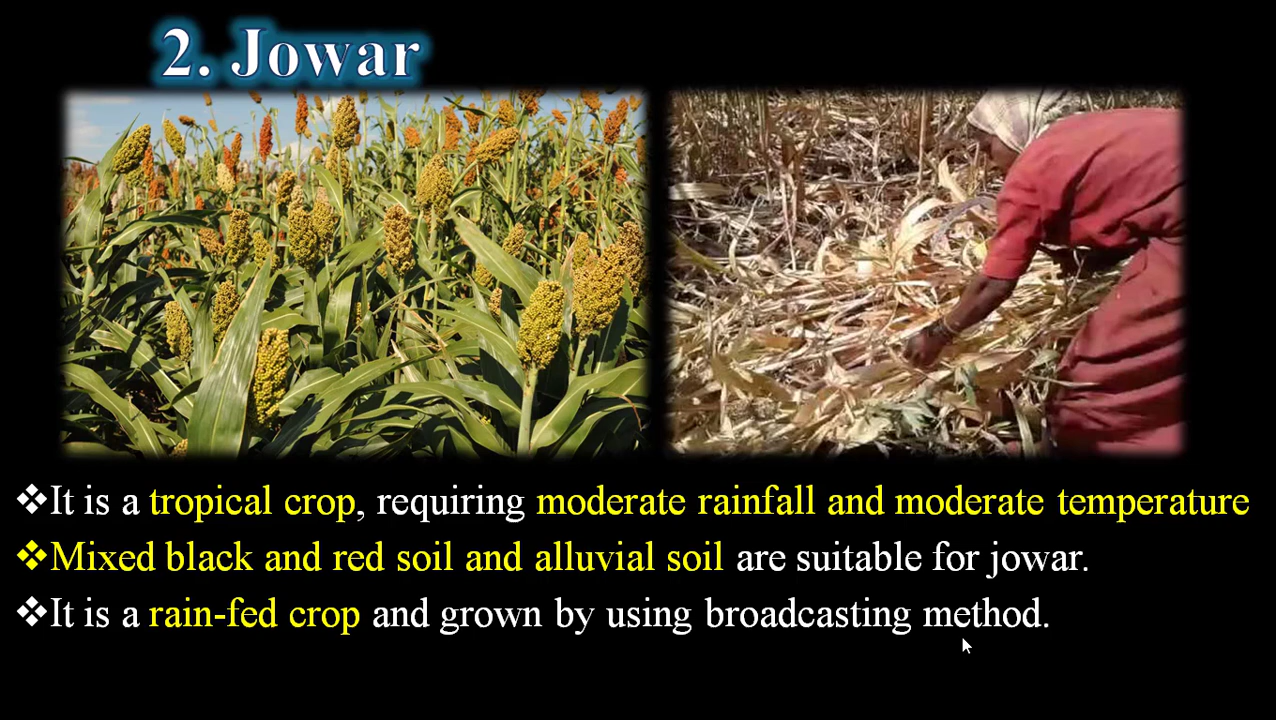 2. Jowar
❖It is a tropical crop, requiring moderate rainfall and moderate temperature
❖Mixed black and red soil and alluvial soil are suitable for jowar.
❖It is a rain-fed crop and grown by using broadcasting method.